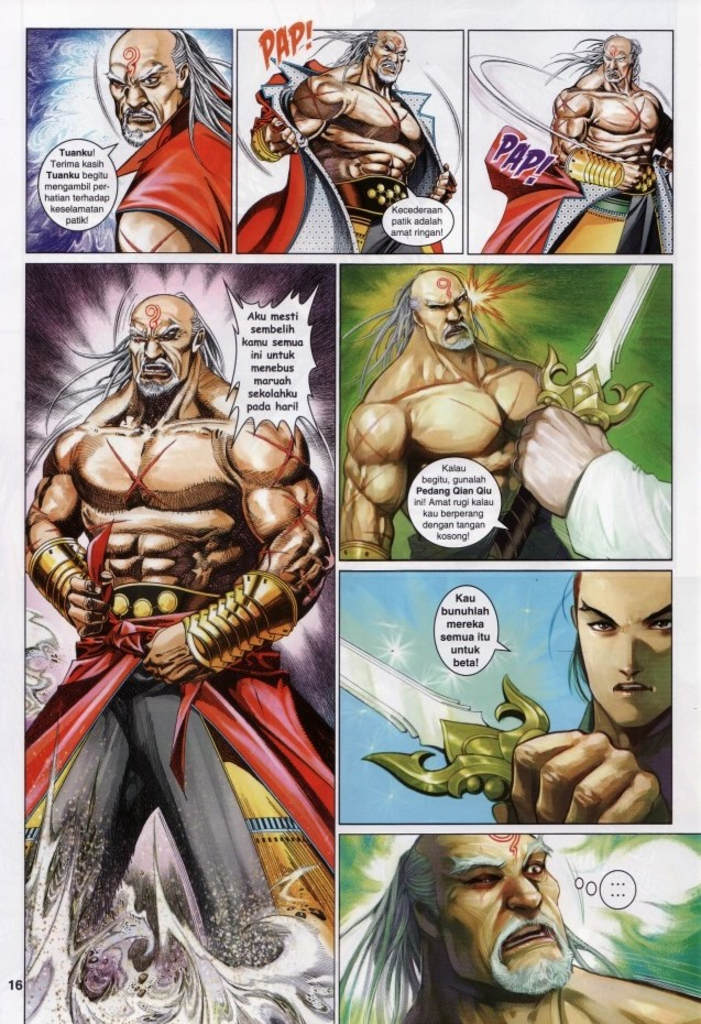 PAP!
Tuanku!
Terima kasih
Tuanku begitu
mengambil per-
hatian terhadap
keselamatan
patik!
Kecederaan
patik adalah
amat ringan!
PAP!
Aku mesti
sembelih
kamu semua
ini untuk
menebus
maruah
sekolahku
pada hari!
Kalau
begitu, gunalah
Pedang Qian Qiu
ini! Amat rugi kalau
kau berperang
dengan tangan
kosong!
Kau
bunuhlah
mereka
semua itu
untuk
beta!
...
...
16